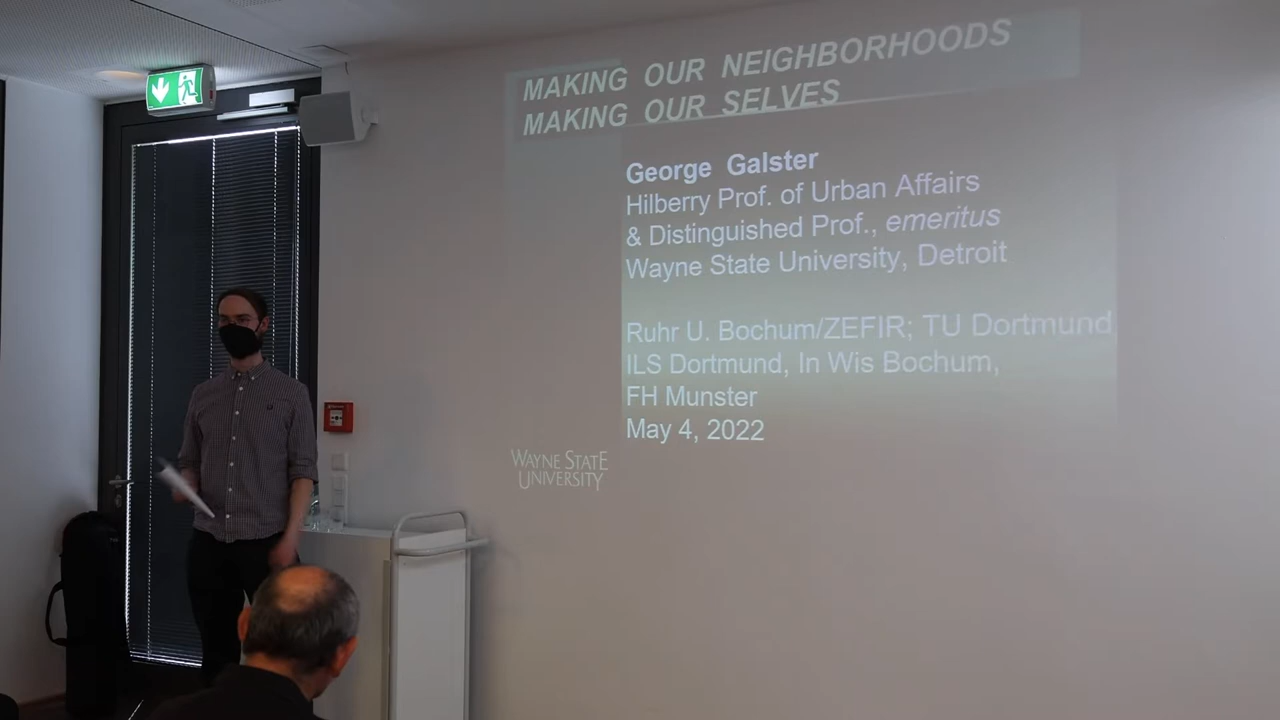 MAKING OUR NEIGHBORHOODS
MAKING OUR SELVES
George Galster
Hilberry Prof. of Urban Affairs
& Distinguished Prof., emeritus
Wayne State University, Detroit
Ruhr U. Bochum/ZEFIR; TU Dortmund
ILS Dortmund, In Wis Bochum,
FH Munster
May 4, 2022
WAYNE STATE
UNIVERSITY